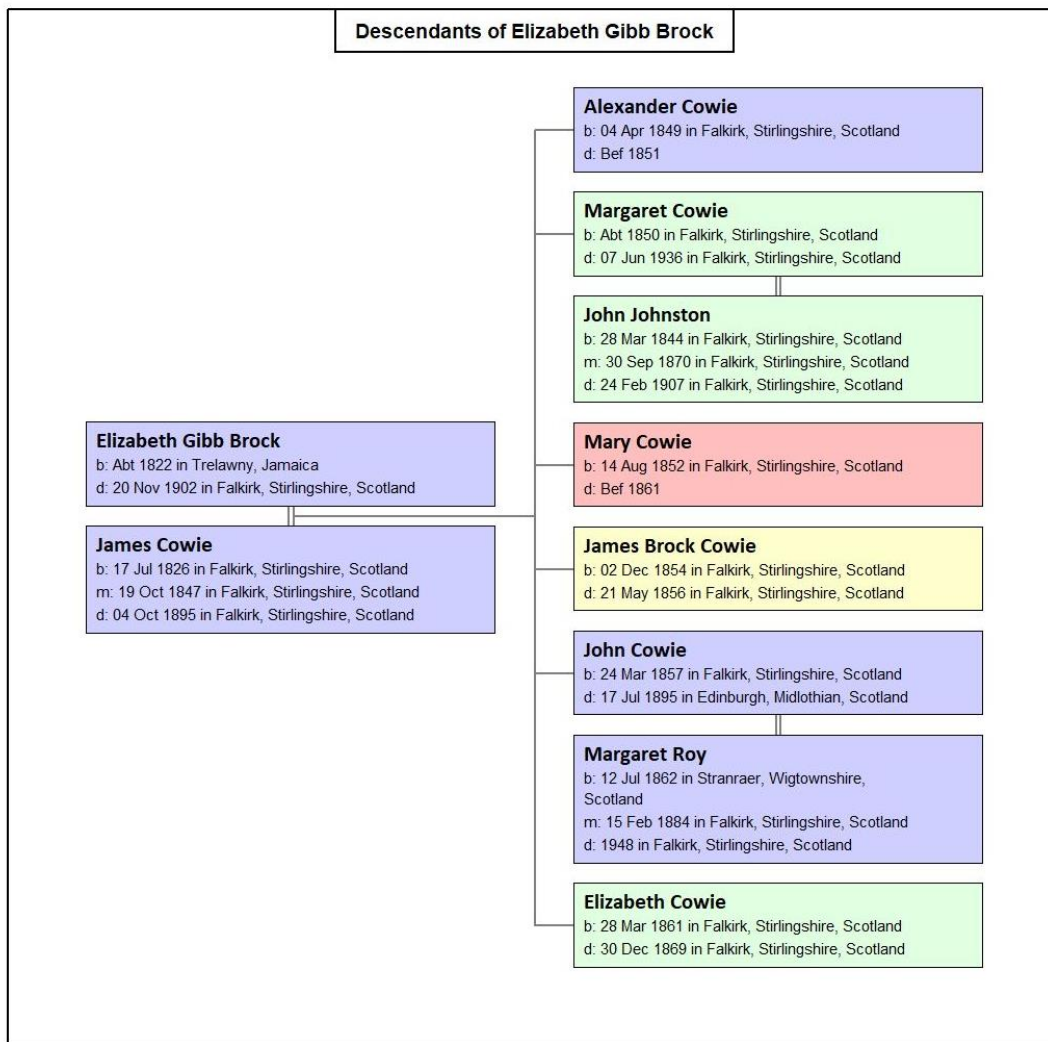 Descendants of Elizabeth Gibb Brock
Alexander Cowie
b: 04 Apr 1849 in Falkirk, Stirlingshire, Scotland
d: Bef 1851
Margaret Cowie
b: Abt 1850 in Falkirk, Stirlingshire, Scotland
d: 07 Jun 1936 in Falkirk, Stirlingshire, Scotland
John Johnston
b: 28 Mar 1844 in Falkirk, Stirlingshire, Scotland
m: 30 Sep 1870 in Falkirk, Stirlingshire, Scotland
d: 24 Feb 1907 in Falkirk, Stirlingshire, Scotland
Elizabeth Gibb Brock
b: Abt 1822 in Trelawny, Jamaica
d: 20 Nov 1902 in Falkirk, Stirlingshire, Scotland
James Cowie
b: 17 Jul 1826 in Falkirk, Stirlingshire, Scotland
m: 19 Oct 1847 in Falkirk, Stirlingshire, Scotland
d: 04 Oct 1895 in Falkirk, Stirlingshire, Scotland
Mary Cowie
b: 14 Aug 1852 in Falkirk, Stirlingshire, Scotland
d: Bef 1861
James Brock Cowie
b: 02 Dec 1854 in Falkirk, Stirlingshire, Scotland
d: 21 May 1856 in Falkirk, Stirlingshire, Scotland
John Cowie
b: 24 Mar 1857 in Falkirk, Stirlingshire, Scotland
d: 17 Jul 1895 in Edinburgh, Midlothian, Scotland
Margaret Roy
b: 12 Jul 1862 in Stranraer, Wigtownshire,
Scotland
m: 15 Feb 1884 in Falkirk, Stirlingshire, Scotland
d: 1948 in Falkirk, Stirlingshire, Scotland
Elizabeth Cowie
b: 28 Mar 1861 in Falkirk, Stirlingshire, Scotland
d: 30 Dec 1869 in Falkirk, Stirlingshire, Scotland